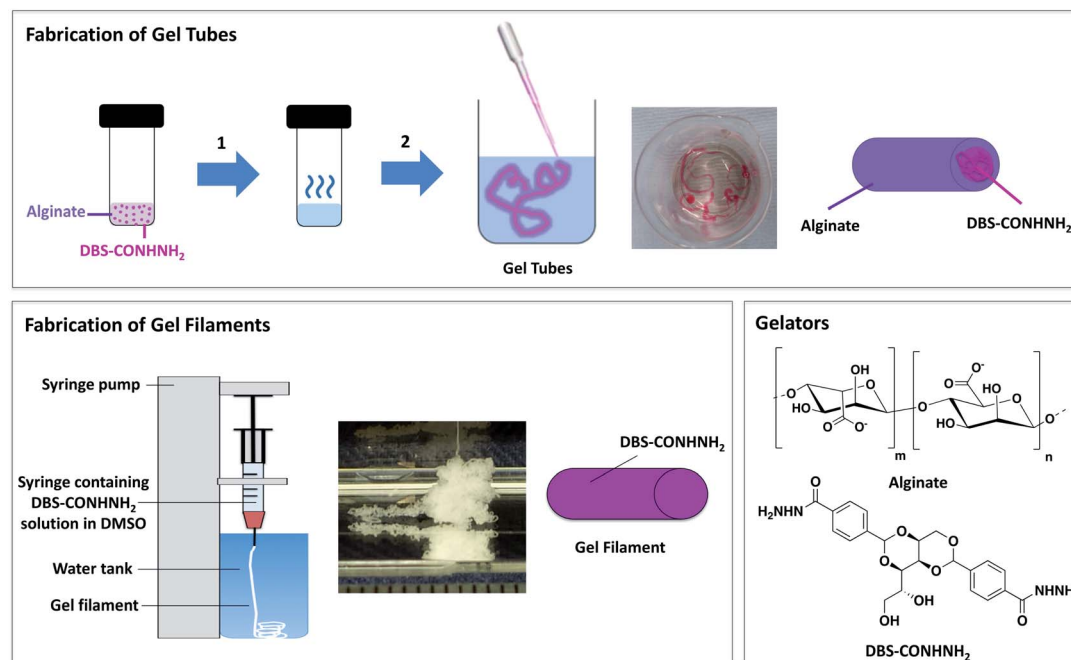 Fabrication of Gel Tubes
1
2
Alginate
DBS-CONHNH₂
Gel Tubes
Alginate
DBS-CONHNH₂
Fabrication of Gel Filaments
Syringe pump
Syringe containing
DBS-CONHNH₂
solution in DMSO
Water tank
Gel filament
DBS-CONHNH₂
Gel Filament
Gelators
O
OH
HO
O
O
O⁻
O
m
O
O⁻
HO
HO
O
O
n
Alginate
O
H₂NHN
O
O
O
O
OH
OH
NHNH
O
DBS-CONHNH₂